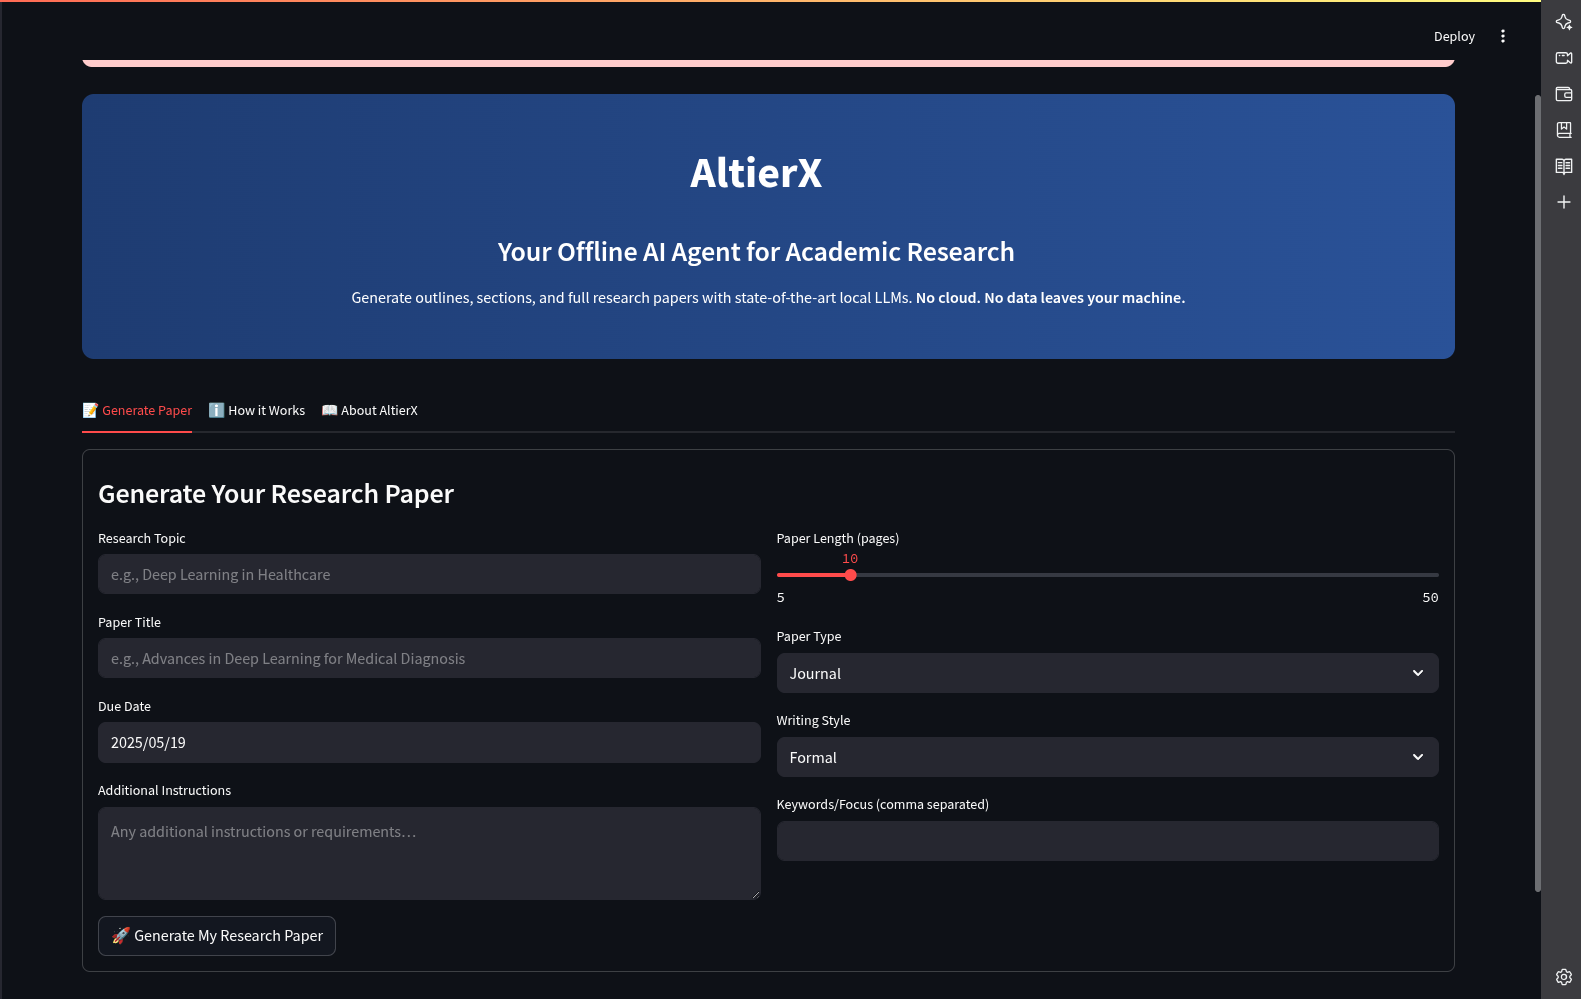 Deploy
AltierX
Your Offline AI Agent for Academic Research
Generate outlines, sections, and full research papers with state-of-the-art local LLMs. No cloud. No data leaves your machine.
📝 Generate Paper
ℹ️ How it Works
📖 About AltierX
Generate Your Research Paper
Research Topic
e.g., Deep Learning in Healthcare
Paper Title
e.g., Advances in Deep Learning for Medical Diagnosis
Due Date
2025/05/19
Additional Instructions
Any additional instructions or requirements...
Paper Length (pages)
10
5
50
Paper Type
Journal
Writing Style
Formal
Keywords/Focus (comma separated)
🚀 Generate My Research Paper